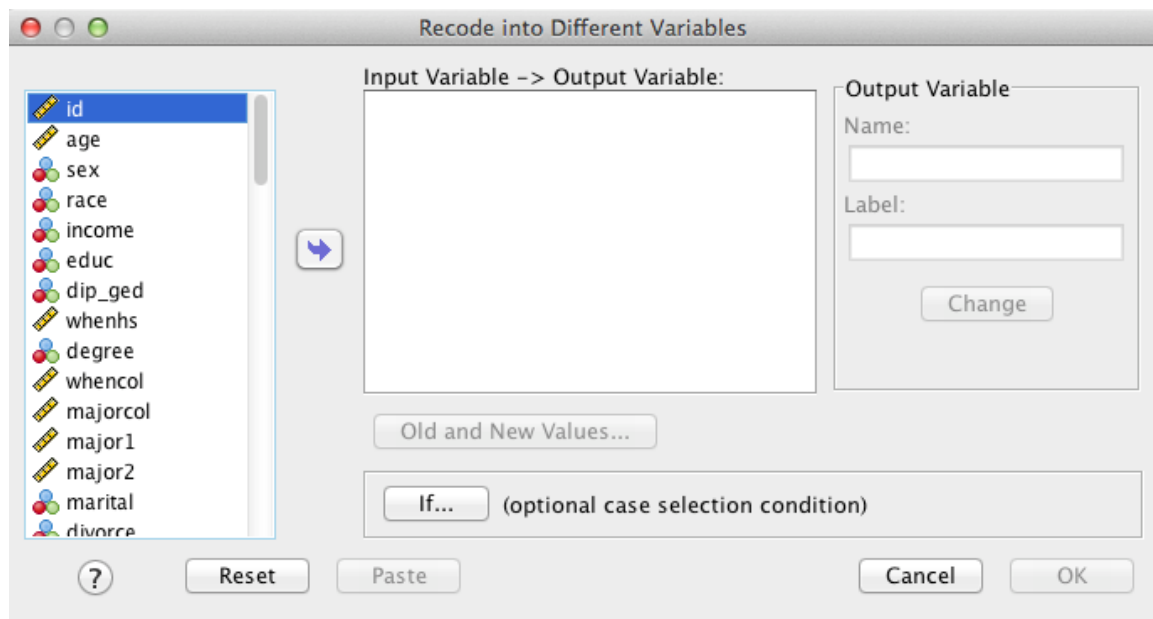 Recode into Different Variables
Input Variable -> Output Variable:
id
age
sex
race
income
educ
dip_ged
whenhs
degree
whencol
majorcol
major1
major2
marital
divorce
Output Variable
Name:
Label:
Change
Old and New Values...
If... (optional case selection condition)
? Reset Paste Cancel OK